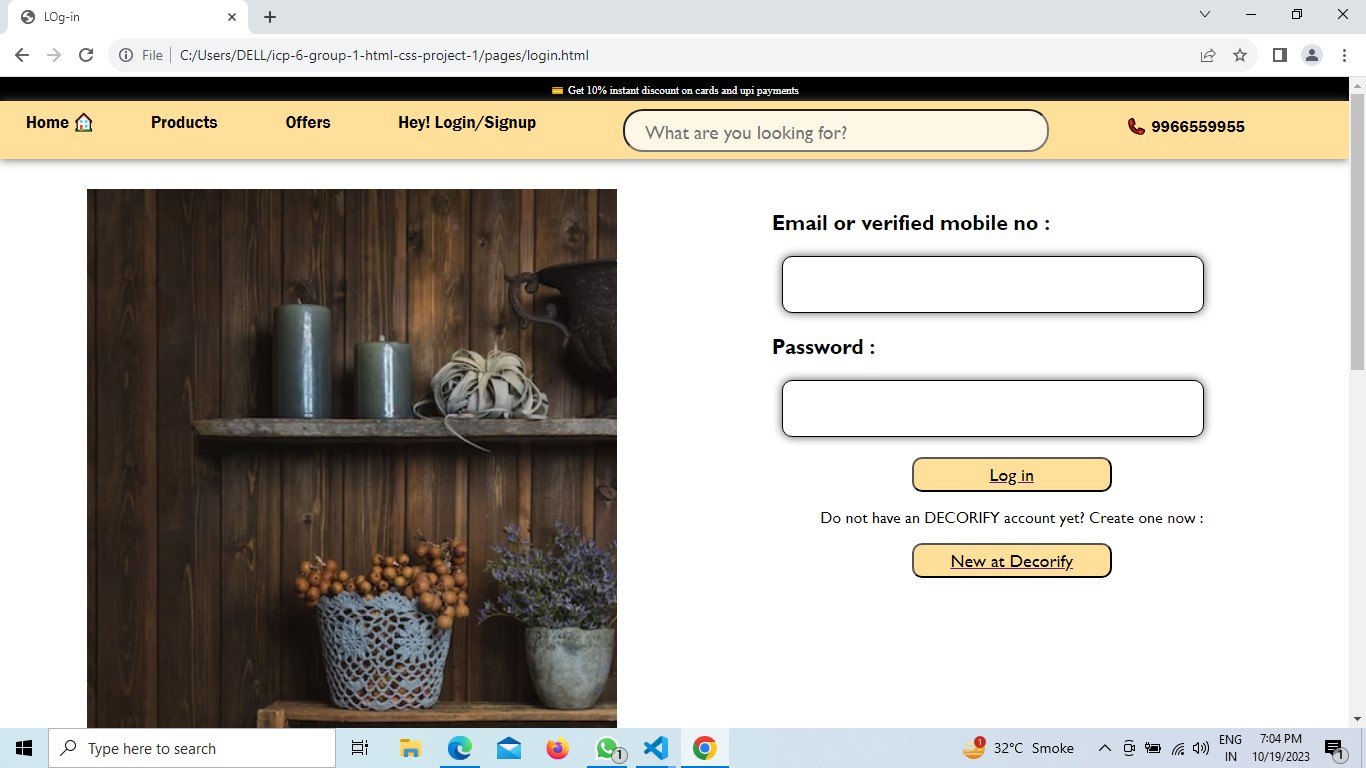 LOg-in
File
C:/Users/DELL/icp-6-group-1-html-css-project-1/pages/login.html
💳 Get 10% instant discount on cards and upi payments
Home 🏠 Products Offers Hey! Login/Signup What are you looking for? 📞 9966559955
Email or verified mobile no :
Password :
Log in
Do not have an DECORIFY account yet? Create one now :
New at Decorify
Type here to search
1
1
32°C Smoke
ENG
IN
7:04 PM
10/19/2023
1